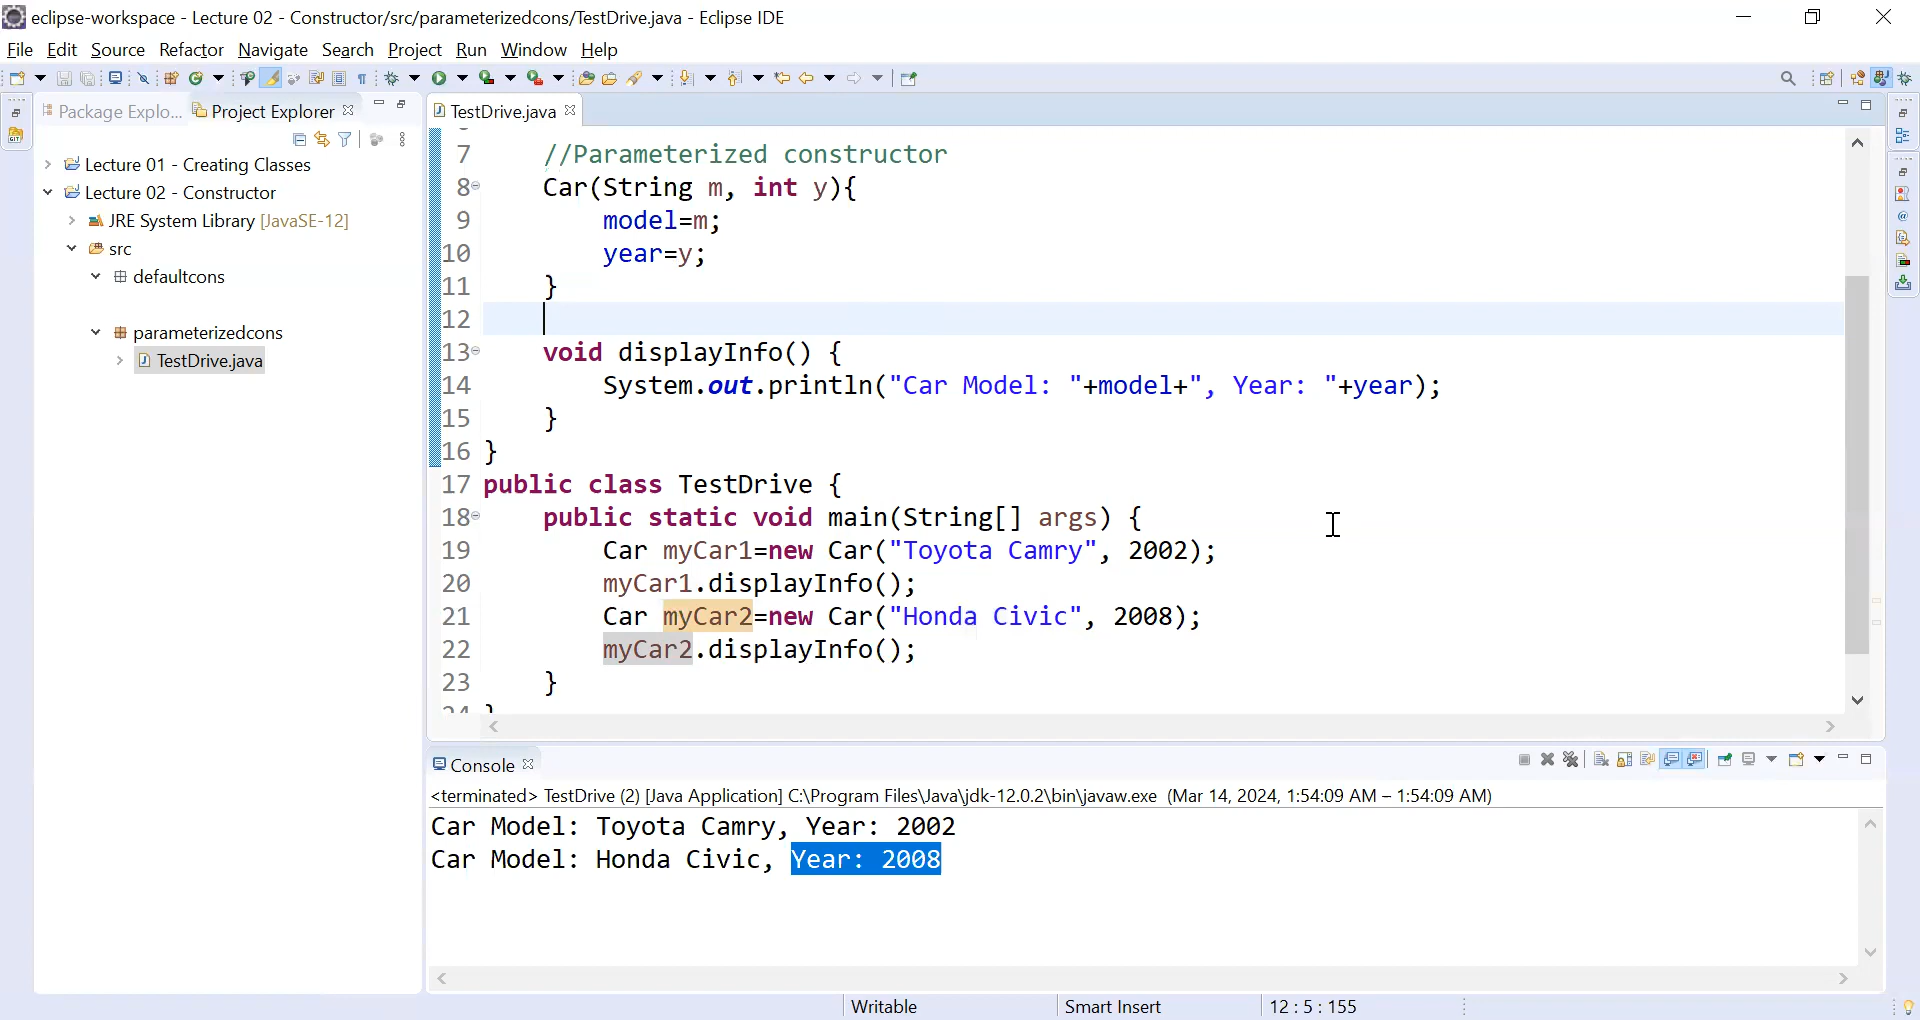 eclipse-workspace - Lecture 02 - Constructor/src/parameterizedcons/TestDrive.java - Eclipse IDE
File Edit Source Refactor Navigate Search Project Run Window Help
Package Explo... Project Explorer
Lecture 01 - Creating Classes
Lecture 02 - Constructor
JRE System Library [JavaSE-12]
src
defaultcons
parameterizedcons
TestDrive.java
TestDrive.java
7 //Parameterized constructor
8 Car(String m, int y){
9 model=m;
10 year=y;
11 }
12
13 void displayInfo() {
14 System.out.println("Car Model: "+model+", Year: "+year);
15 }
16 }
17 public class TestDrive {
18 public static void main(String[] args) {
19 Car myCar1=new Car("Toyota Camry", 2002);
20 myCar1.displayInfo();
21 Car myCar2=new Car("Honda Civic", 2008);
22 myCar2.displayInfo();
23 }
24 }
Console
<terminated> TestDrive (2) [Java Application] C:\Program Files\Java\jdk-12.0.2\bin\javaw.exe (Mar 14, 2024, 1:54:09 AM – 1:54:09 AM)
Car Model: Toyota Camry, Year: 2002
Car Model: Honda Civic, Year: 2008
Writable Smart Insert 12 : 5 : 155